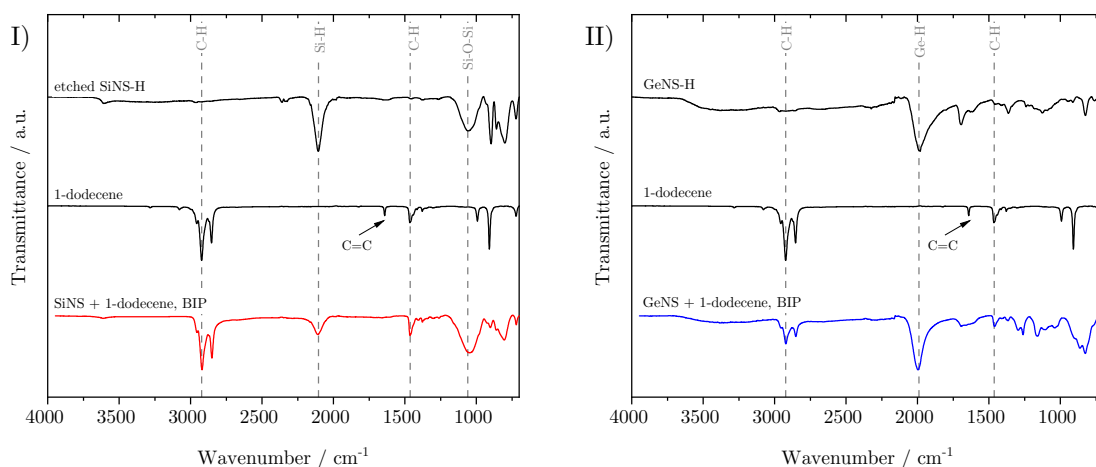 I)
C-H
Si-H
C-H
Si-O-Si
etched SiNS-H
1-dodecene
C=C
SiNS + 1-dodecene, BIP
Transmittance / a.u.
4000 3500 3000 2500 2000 1500 1000
Wavenumber / cm⁻¹
II)
C-H
Ge-H
C-H
GeNS-H
1-dodecene
C=C
GeNS + 1-dodecene, BIP
Transmittance / a.u.
4000 3500 3000 2500 2000 1500 1000
Wavenumber / cm⁻¹